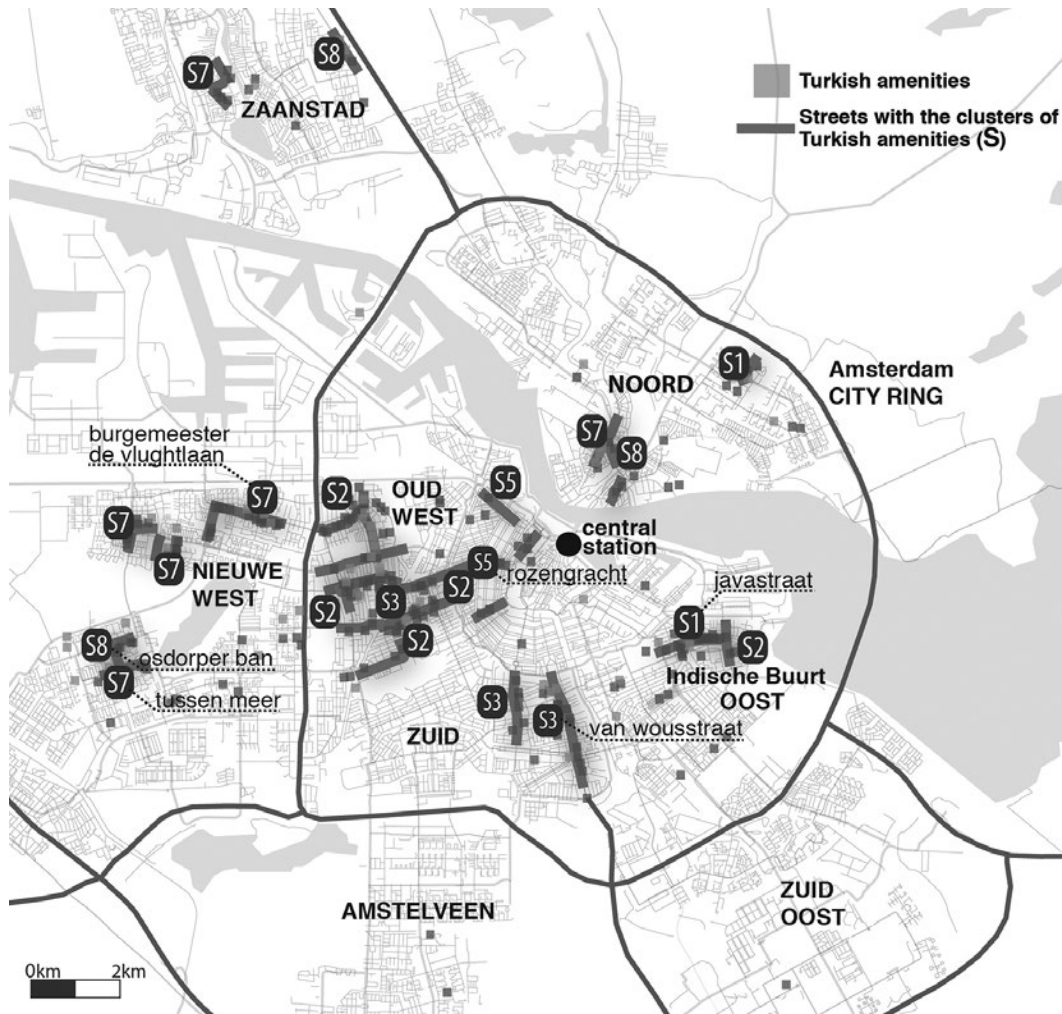 S7
S8
ZAANSTAD
Turkish amenities
Streets with the clusters of
Turkish amenities (S)
S1
Amsterdam
CITY RING
NOORD
S7
S8
burgemeester
de vlughtlaan
S7
S2
OUD
WEST
S5
central
station
S7
S7
NIEUWE
WEST
S5
rozengracht
S2
S3
S2
S2
javastraat
S1
S2
Indische Buurt
OOST
S8
osdorper ban
S7
tussen meer
S3
S3
van wousstraat
ZUID
AMSTELVEEN
ZUID
OOST
0km 2km